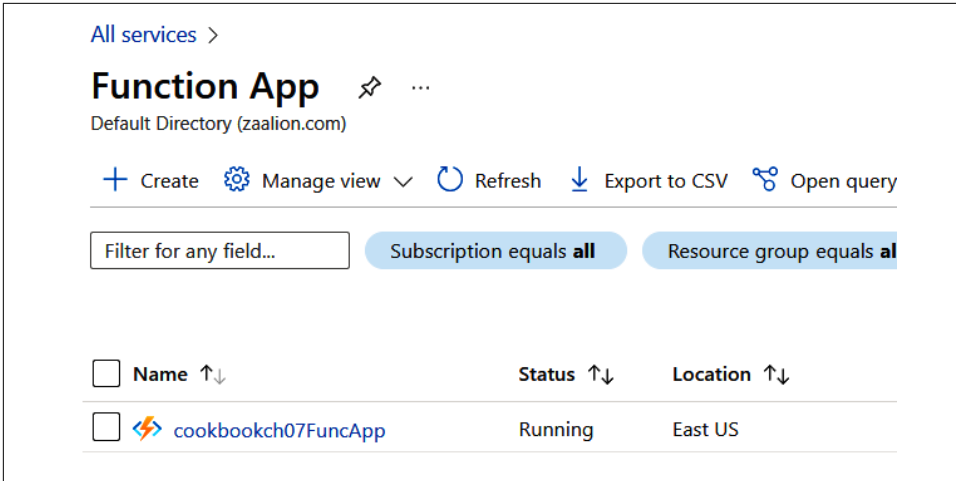 All services >
Function App ...
Default Directory (zaalion.com)
+ Create Manage view Refresh Export to CSV Open query
Filter for any field... Subscription equals all Resource group equals al
Name ↑↓ Status ↑↓ Location ↑↓
cookbookch07FuncApp Running East US